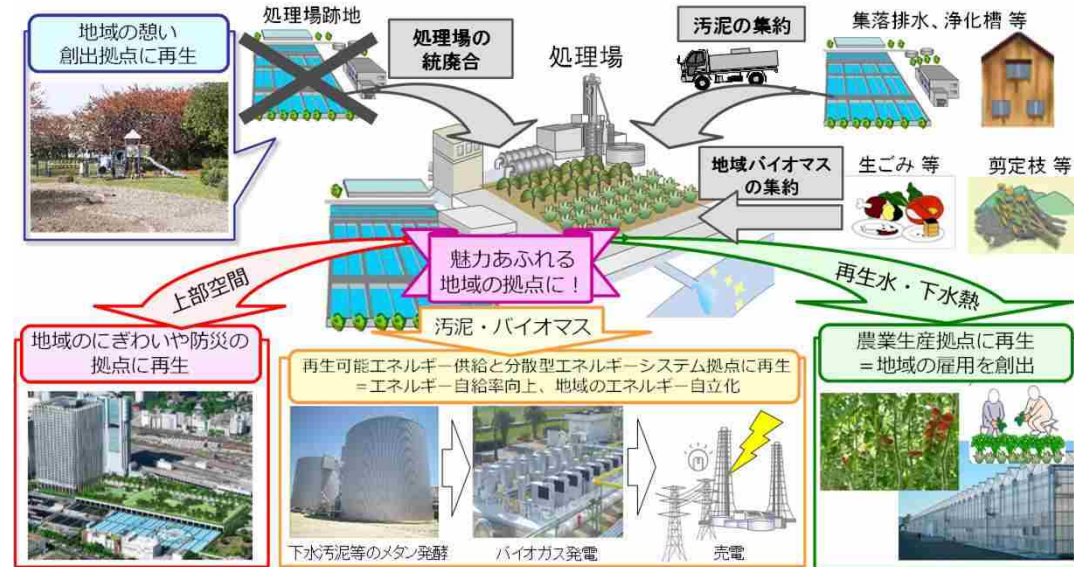 地域の憩い
創出拠点に再生
処理場跡地
処理場の
統廃合
処理場
汚泥の集約
集落排水、浄化槽 等
地域バイオマス
の集約
生ごみ 等
剪定枝 等
魅力あふれる
地域の拠点に！
上部空間
汚泥・バイオマス
再生水・下水熱
地域のにぎわいや防災の
拠点に再生
再生可能エネルギー供給と分散型エネルギーシステム拠点に再生
＝エネルギー自給率向上、地域のエネルギー自立化
下水汚泥等のメタン発酵
バイオガス発電
売電
農業生産拠点に再生
＝地域の雇用を創出